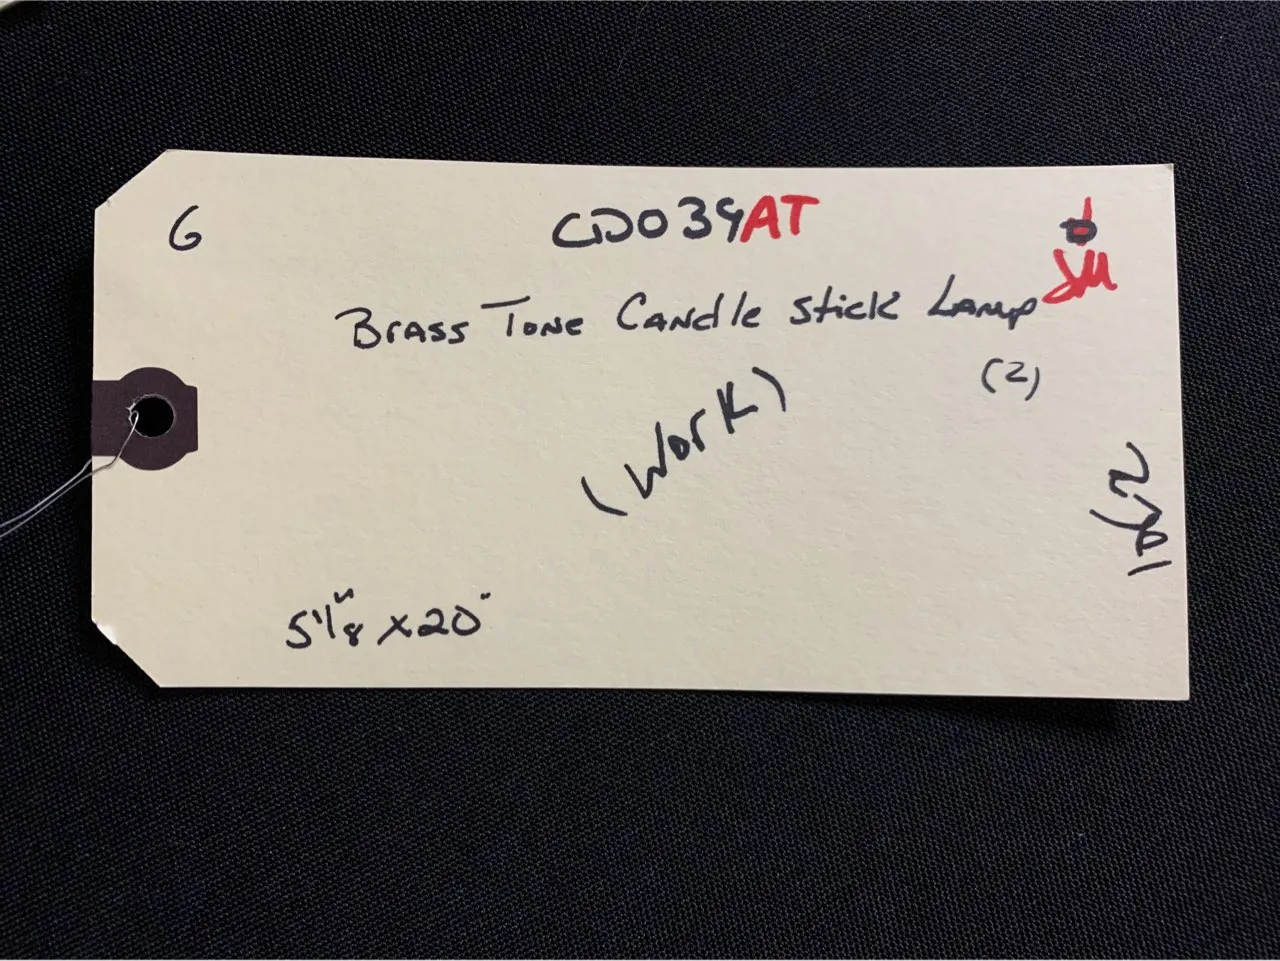 6
CD039AT
Brass Tone Candle Stick Lamp
(2)
(Work)
5 1/8" x 20"